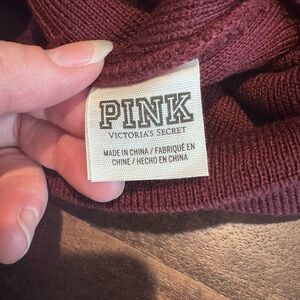 PINK
VICTORIA'S SECRET
MADE IN CHINA / FABRIQUÉ EN
CHINE / HECHO EN CHINA